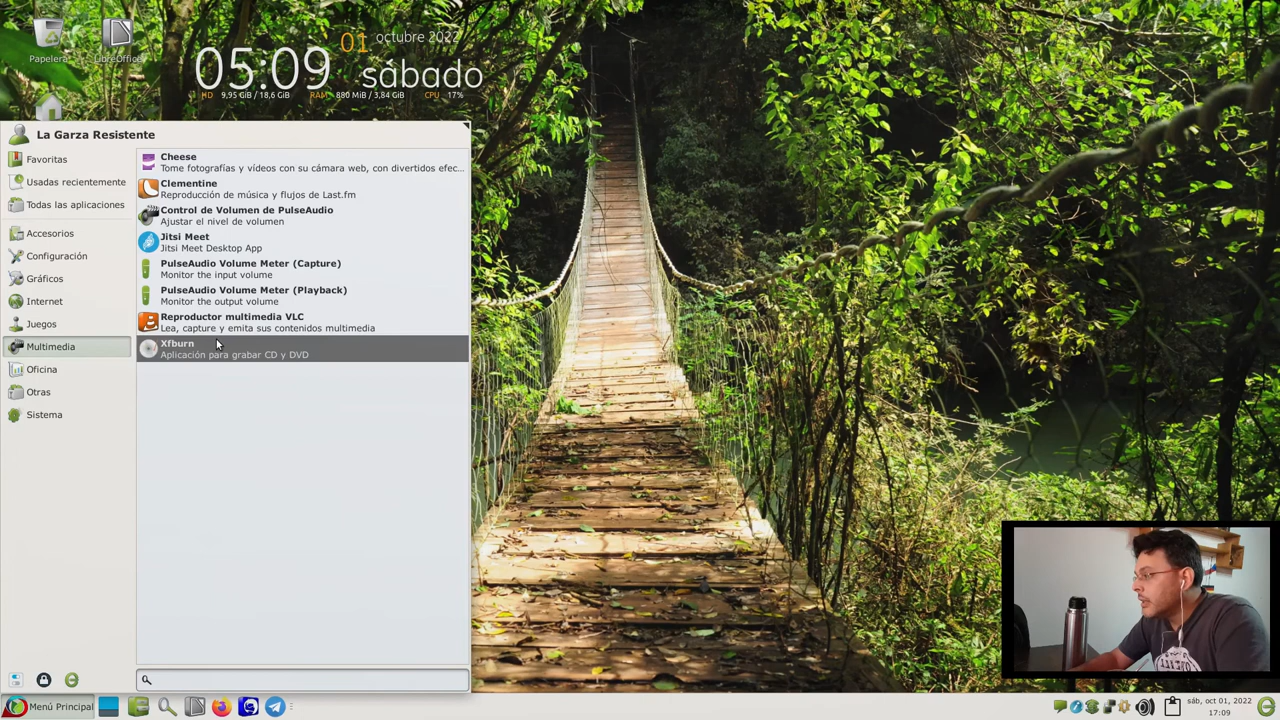 Papelera
LibreOffice
05:09
01 octubre 2022
sábado
HD 9,95 GiB / 18,6 GiB RAM 880 MiB / 3,84 GiB CPU 17%
La Garza Resistente
Favoritas
Usadas recientemente
Todas las aplicaciones
Accesorios
Configuración
Gráficos
Internet
Juegos
Multimedia
Oficina
Otras
Sistema
Cheese
Tome fotografías y vídeos con su cámara web, con divertidos efec...
Clementine
Reproducción de música y flujos de Last.fm
Control de Volumen de PulseAudio
Ajustar el nivel de volumen
Jitsi Meet
Jitsi Meet Desktop App
PulseAudio Volume Meter (Capture)
Monitor the input volume
PulseAudio Volume Meter (Playback)
Monitor the output volume
Reproductor multimedia VLC
Lea, capture y emita sus contenidos multimedia
Xfburn
Aplicación para grabar CD y DVD
Menú Principal
sáb, oct 01, 2022
17:09